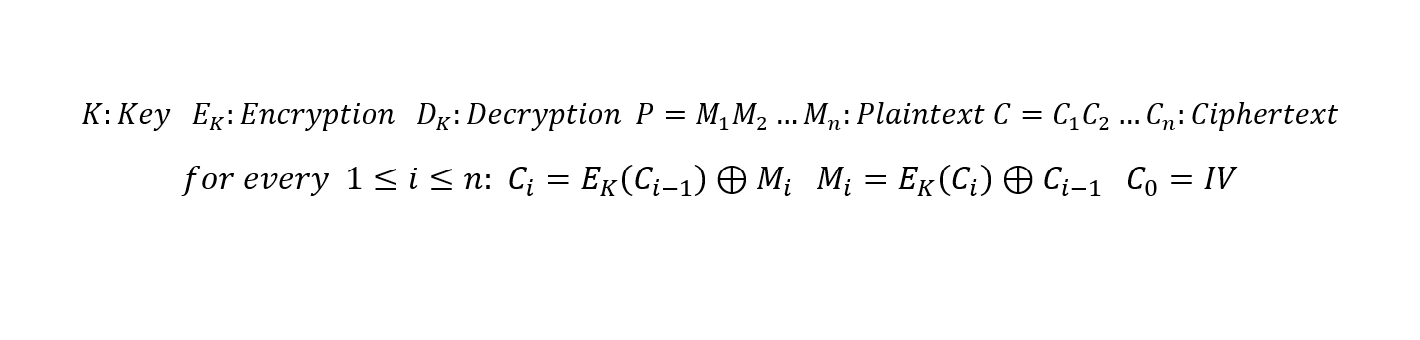 K: Key E_K: Encryption D_K: Decryption P = M_1M_2 … M_n: Plaintext C = C_1C_2 … C_n: Ciphertext
for every 1 ≤ i ≤ n: C_i = E_K(C_{i−1}) ⊕ M_i M_i = E_K(C_i) ⊕ C_{i−1} C_0 = IV